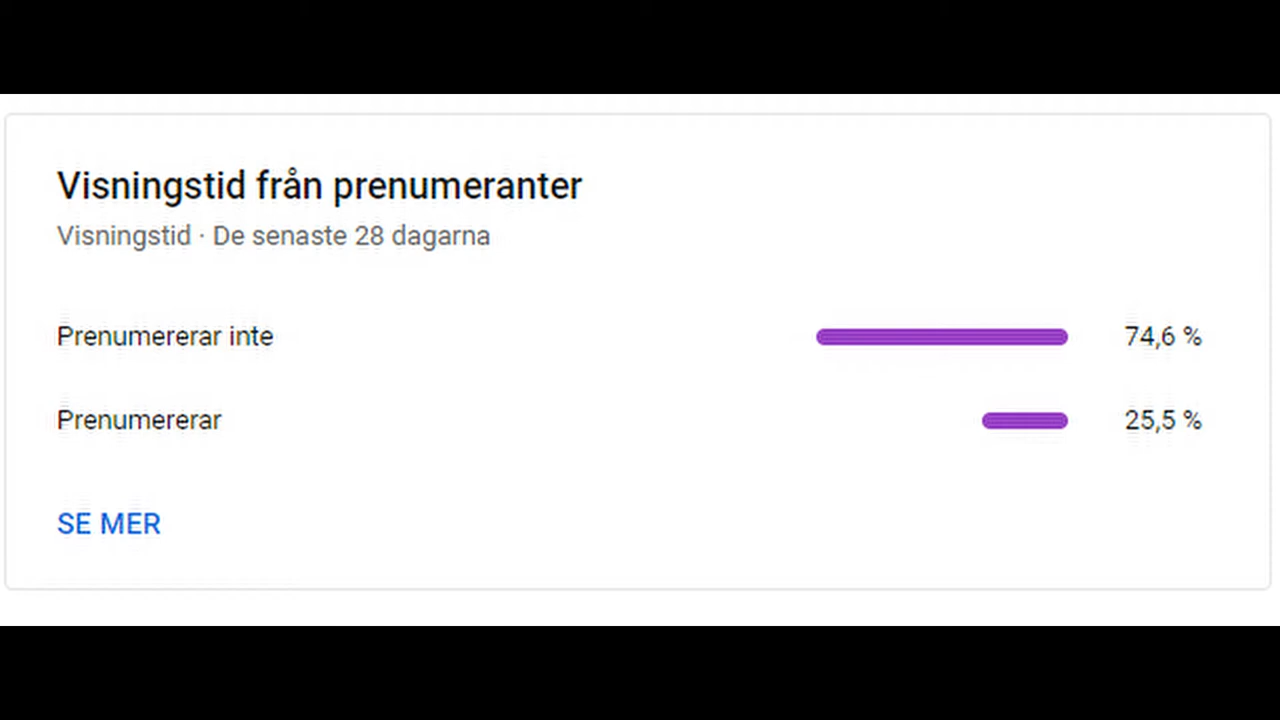 Visningstid från prenumeranter
Visningstid · De senaste 28 dagarna
Prenumererar inte 74,6 %
Prenumererar 25,5 %
SE MER